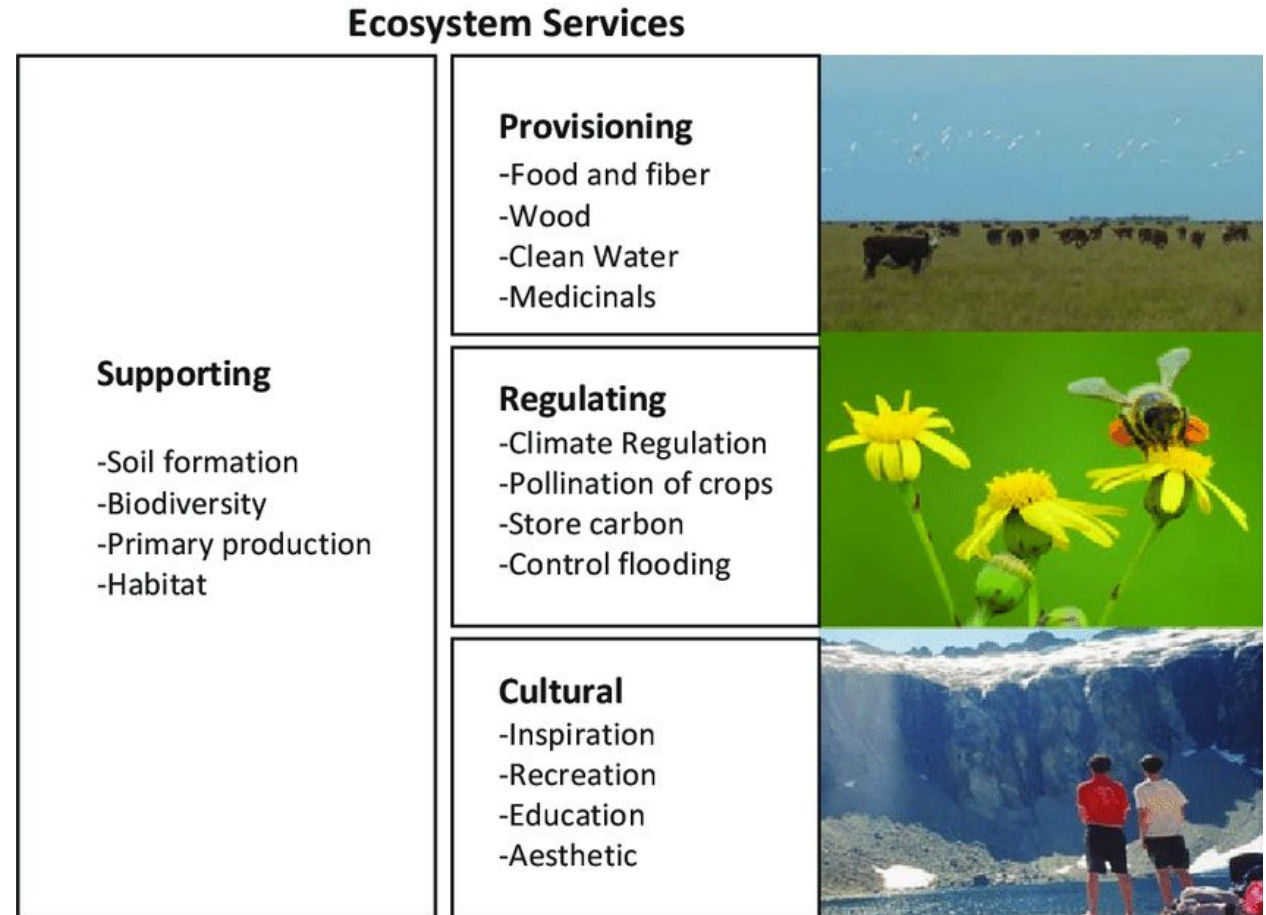 Ecosystem Services
Supporting
-Soil formation
-Biodiversity
-Primary production
-Habitat
Provisioning
-Food and fiber
-Wood
-Clean Water
-Medicinals
Regulating
-Climate Regulation
-Pollination of crops
-Store carbon
-Control flooding
Cultural
-Inspiration
-Recreation
-Education
-Aesthetic